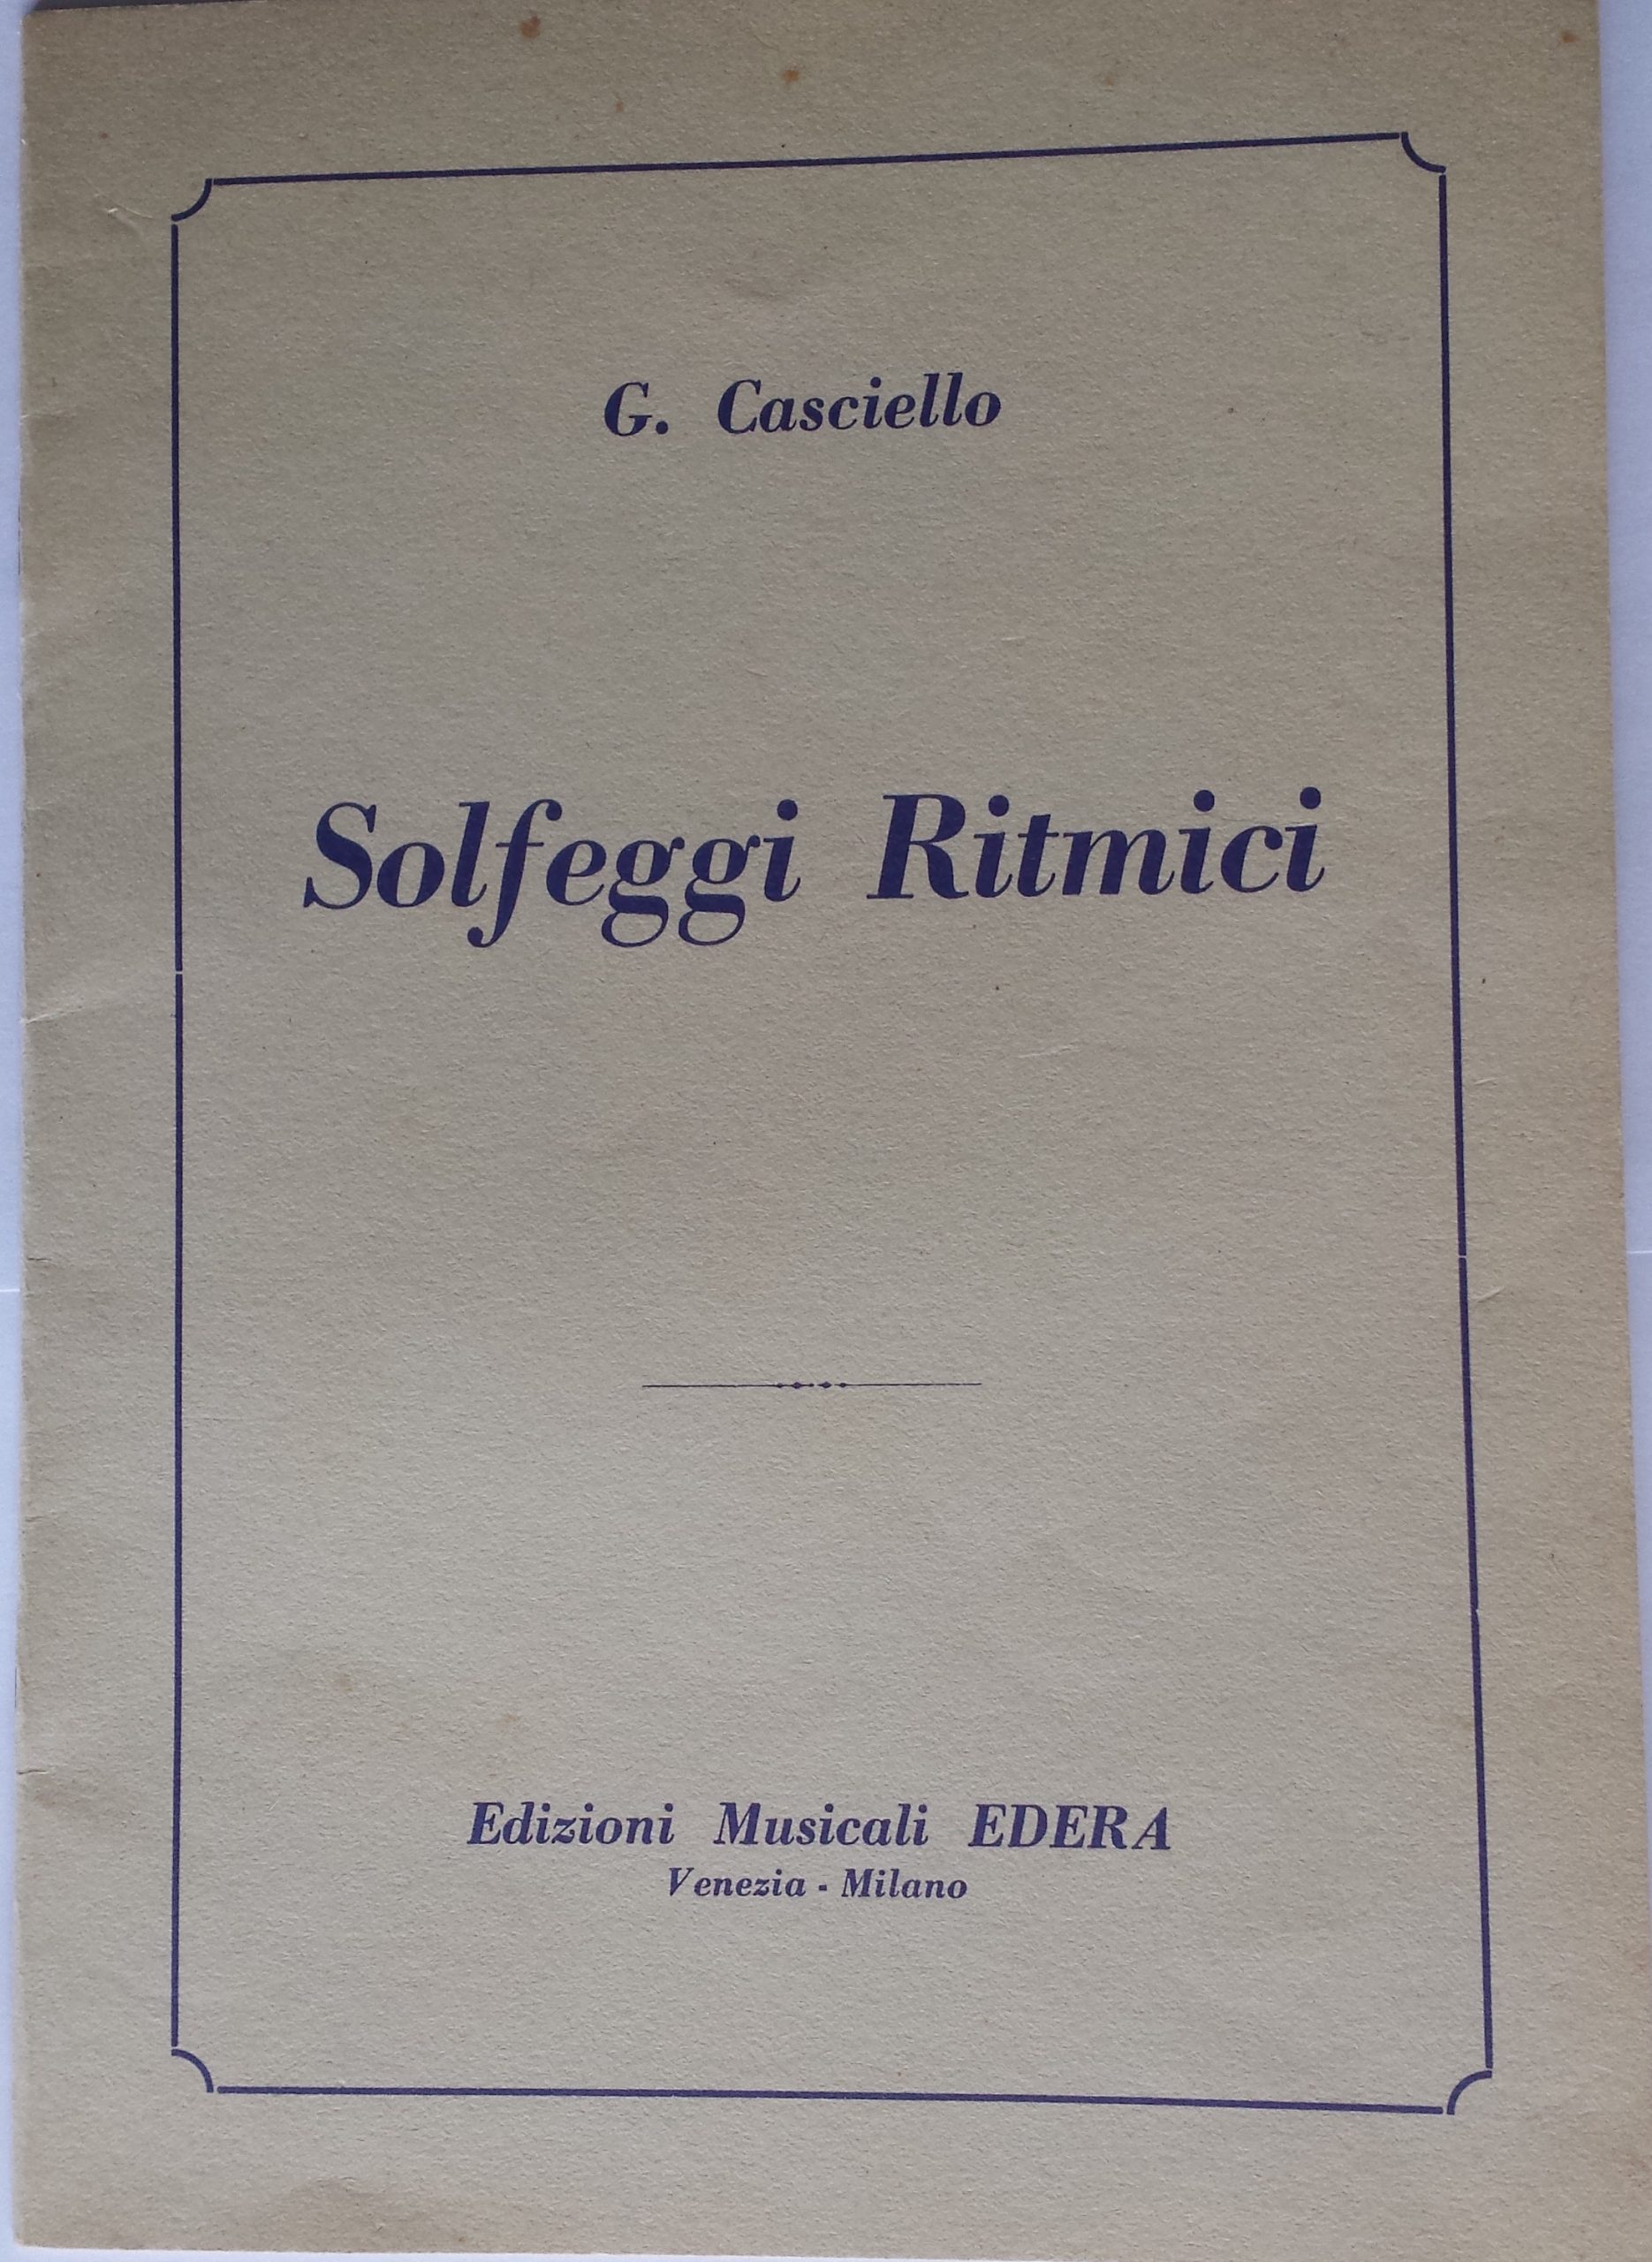 G. Casciello
Solfeggi Ritmici
Edizioni Musicali EDERA
Venezia - Milano